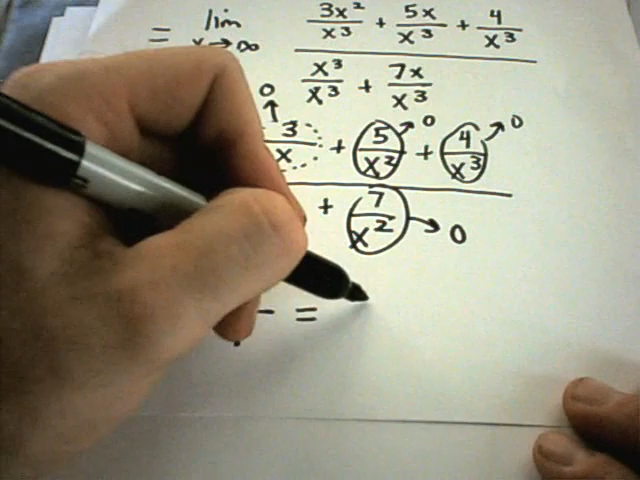 = lim x→∞ 3x²/x³ + 5x/x³ + 4/x³
x³/x³ + 7x/x³
0 0 0
3/x + 5/x² + 4/x³
+ 7/x² → 0
=